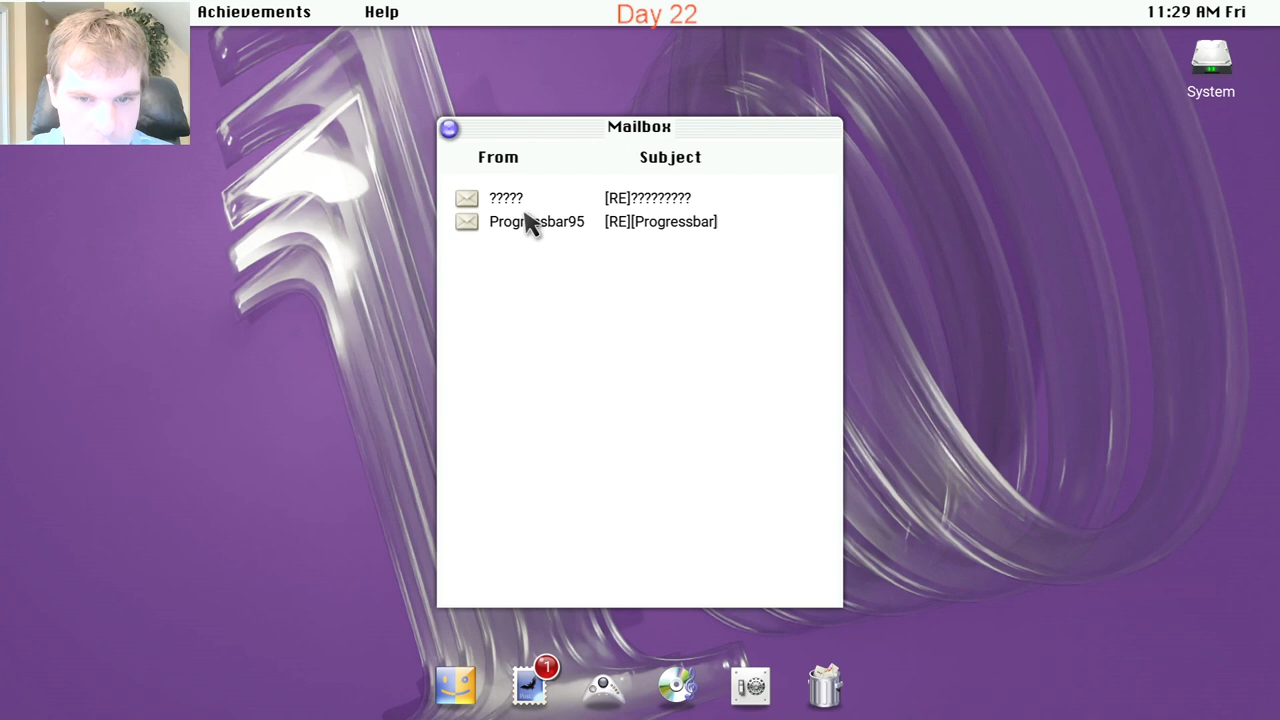 Achievements Help Day 22 11:29 AM Fri
System
Mailbox
From Subject
????? [RE]?????????
Progressbar95 [RE][Progressbar]
1